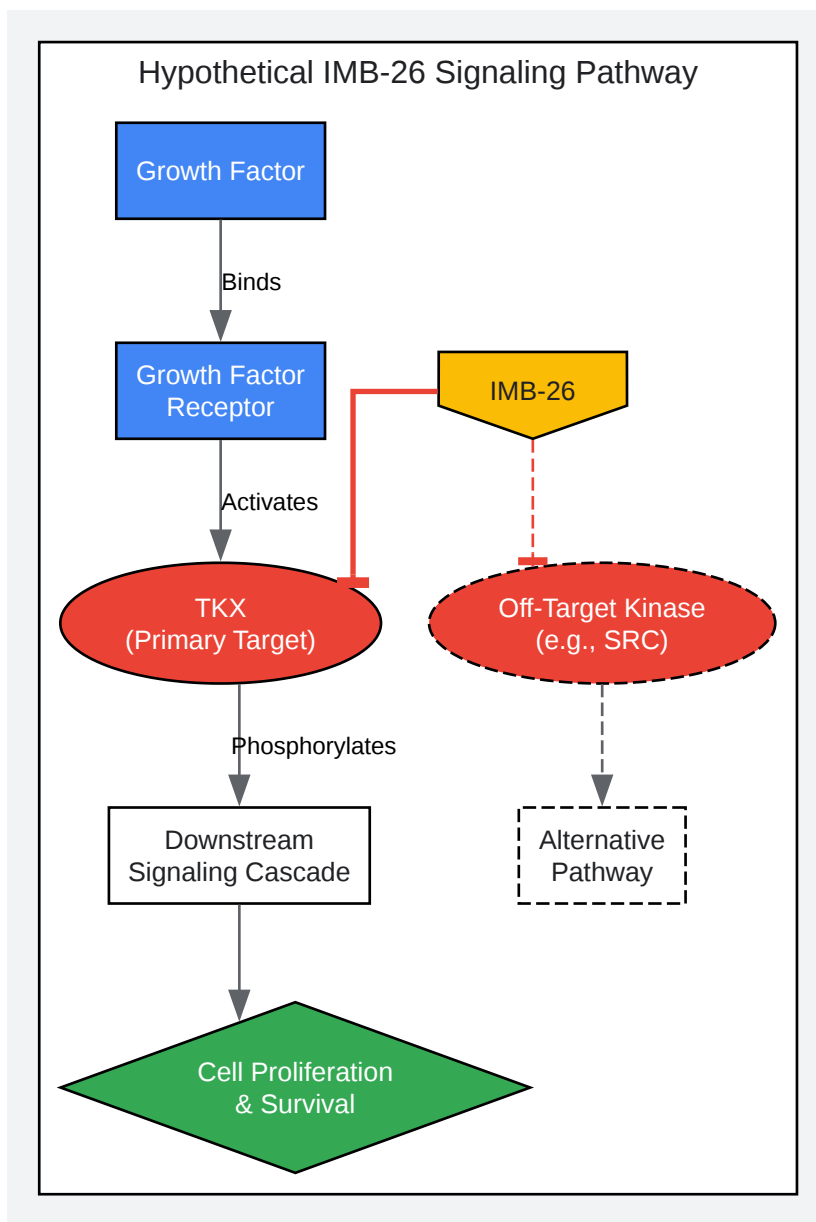 Hypothetical IMB-26 Signaling Pathway
Growth Factor
Binds
Growth Factor
Receptor
IMB-26
Activates
TKX
(Primary Target)
Off-Target Kinase
(e.g., SRC)
Phosphorylates
Downstream
Signaling Cascade
Alternative
Pathway
Cell Proliferation
& Survival